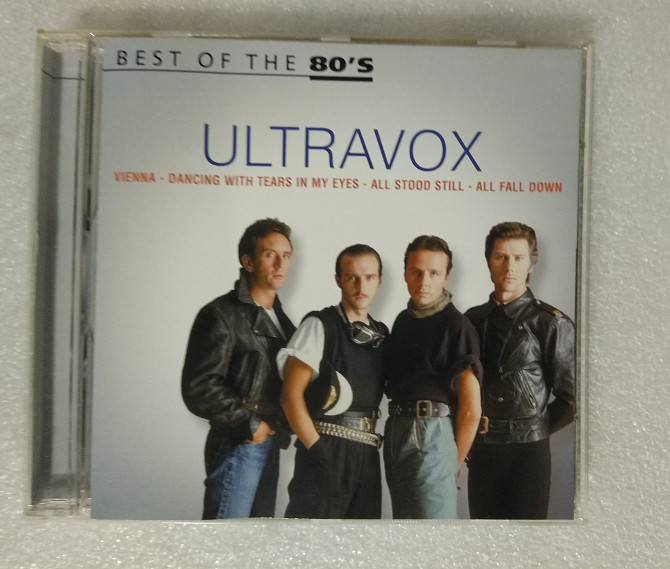 BEST OF THE 80'S
ULTRAVOX
VIENNA - DANCING WITH TEARS IN MY EYES - ALL STOOD STILL - ALL FALL DOWN